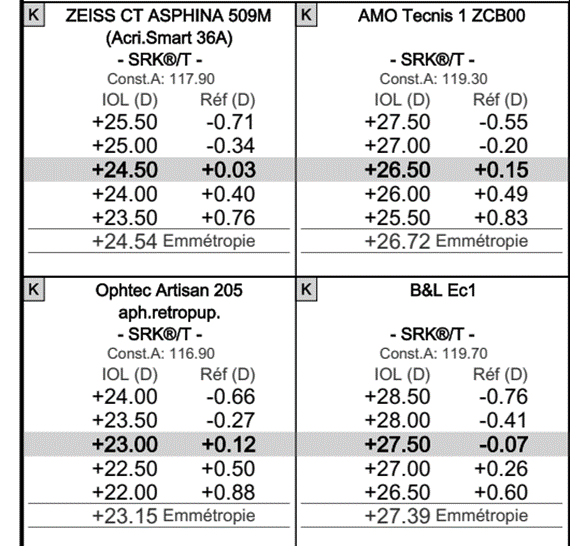 K ZEISS CT ASPHINA 509M
(Acri.Smart 36A)
- SRK®/T -
Const.A: 117.90
IOL (D) Réf (D)
+25.50 -0.71
+25.00 -0.34
+24.50 +0.03
+24.00 +0.40
+23.50 +0.76
+24.54 Emmétropie
K AMO Tecnis 1 ZCB00
- SRK®/T -
Const.A: 119.30
IOL (D) Réf (D)
+27.50 -0.55
+27.00 -0.20
+26.50 +0.15
+26.00 +0.49
+25.50 +0.83
+26.72 Emmétropie
K Ophtec Artisan 205
aph.retropup.
- SRK®/T -
Const.A: 116.90
IOL (D) Réf (D)
+24.00 -0.66
+23.50 -0.27
+23.00 +0.12
+22.50 +0.50
+22.00 +0.88
+23.15 Emmétropie
K B&L Ec1
- SRK®/T -
Const.A: 119.70
IOL (D) Réf (D)
+28.50 -0.76
+28.00 -0.41
+27.50 -0.07
+27.00 +0.26
+26.50 +0.60
+27.39 Emmétropie